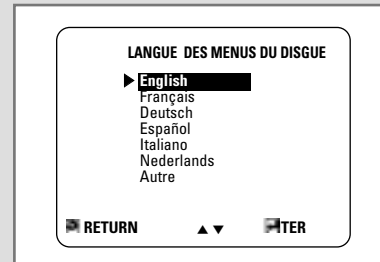 LANGUE DES MENUS DU DISGUE
English
Français
Deutsch
Español
Italiano
Nederlands
Autre
RETURN ▲ ▼ TER